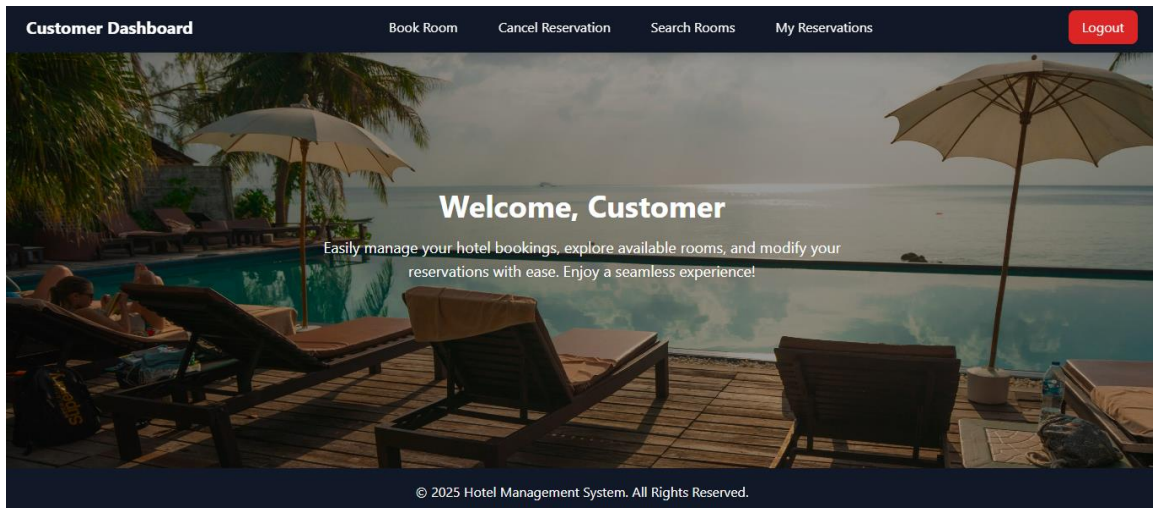 Customer Dashboard
Book Room
Cancel Reservation
Search Rooms
My Reservations
Logout
Welcome, Customer
Easily manage your hotel bookings, explore available rooms, and modify your
reservations with ease. Enjoy a seamless experience!
© 2025 Hotel Management System. All Rights Reserved.